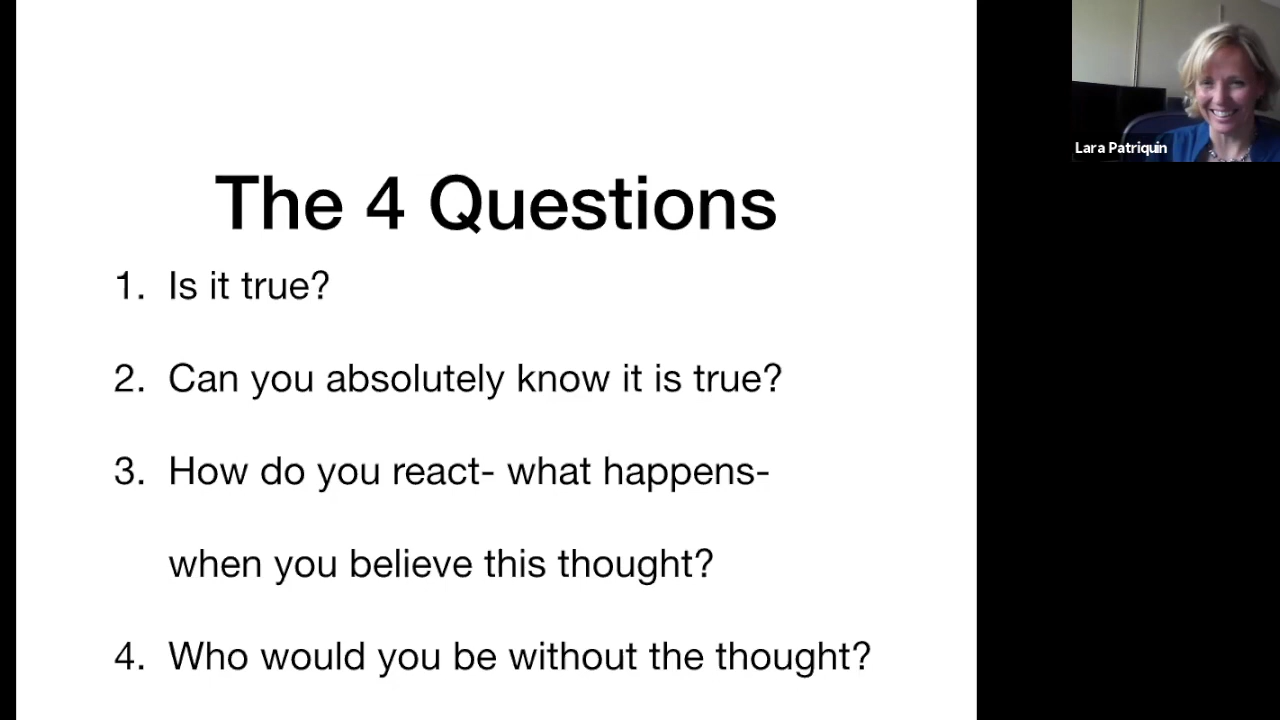 The 4 Questions
1. Is it true?
2. Can you absolutely know it is true?
3. How do you react- what happens-
when you believe this thought?
4. Who would you be without the thought?
Lara Patriquin